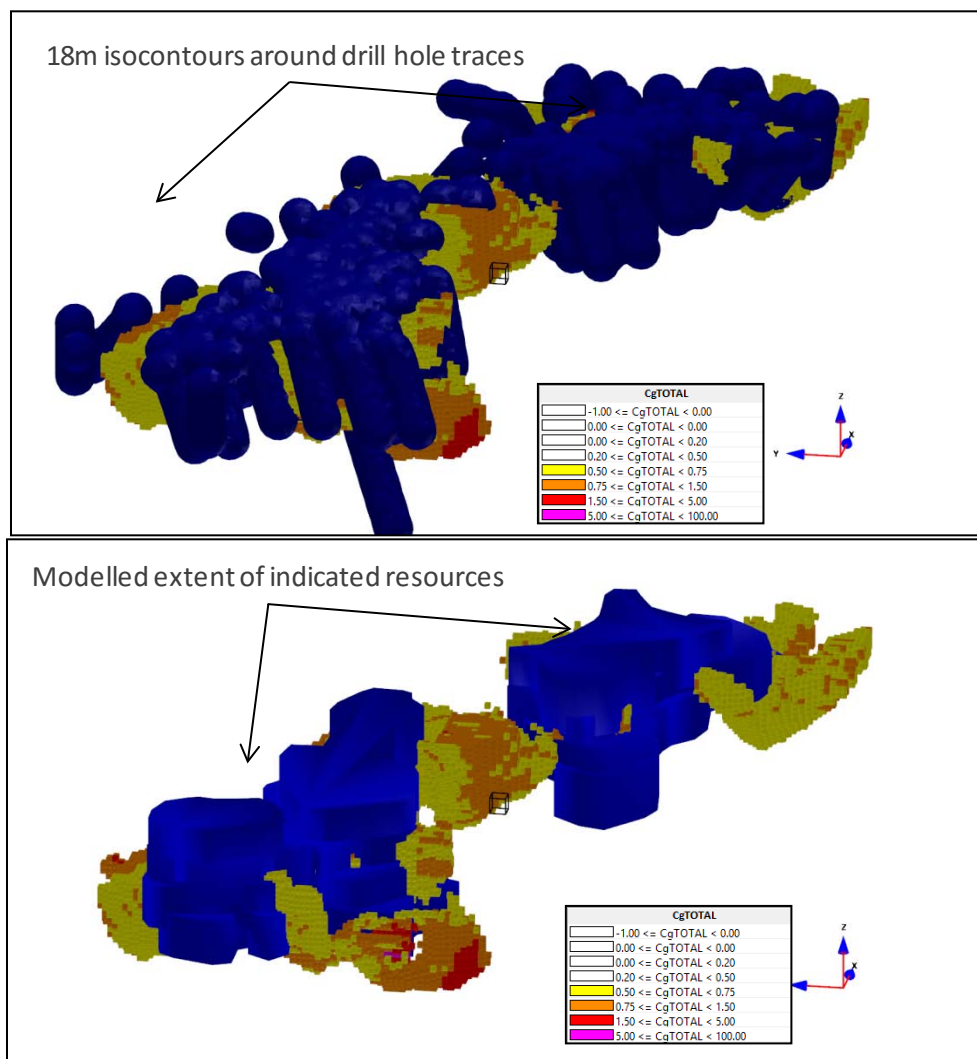 18m isocontours around drill hole traces
CgTOTAL
-1.00 <= CgTOTAL < 0.00
0.00 <= CgTOTAL < 0.00
0.00 <= CgTOTAL < 0.20
0.20 <= CgTOTAL < 0.50
0.50 <= CgTOTAL < 0.75
0.75 <= CgTOTAL < 1.50
1.50 <= CgTOTAL < 5.00
5.00 <= CgTOTAL < 100.00
Z
X
Y
Modelled extent of indicated resources
CgTOTAL
-1.00 <= CgTOTAL < 0.00
0.00 <= CgTOTAL < 0.00
0.00 <= CgTOTAL < 0.20
0.20 <= CgTOTAL < 0.50
0.50 <= CgTOTAL < 0.75
0.75 <= CgTOTAL < 1.50
1.50 <= CgTOTAL < 5.00
5.00 <= CgTOTAL < 100.00
Z
X